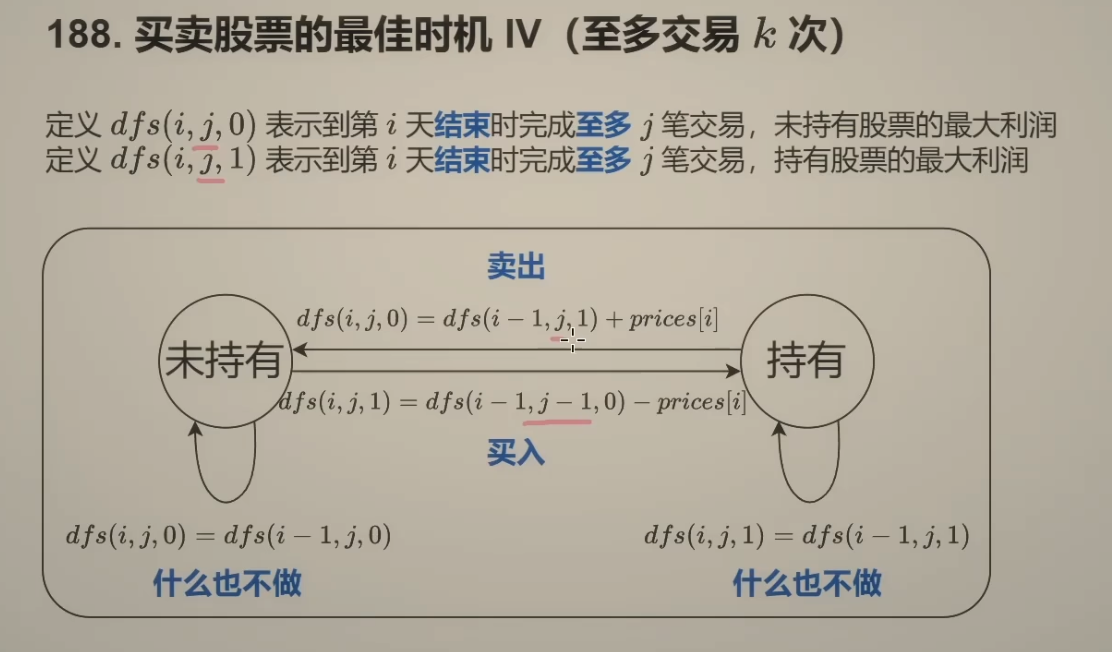 188. 买卖股票的最佳时机 IV（至多交易 k 次）
定义 dfs(i, j, 0) 表示到第 i 天结束时完成至多 j 笔交易，未持有股票的最大利润
定义 dfs(i, j, 1) 表示到第 i 天结束时完成至多 j 笔交易，持有股票的最大利润
卖出
dfs(i, j, 0) = dfs(i − 1, j, 1) + prices[i]
未持有
持有
dfs(i, j, 1) = dfs(i − 1, j − 1, 0) − prices[i]
买入
dfs(i, j, 0) = dfs(i − 1, j, 0)
dfs(i, j, 1) = dfs(i − 1, j, 1)
什么也不做
什么也不做